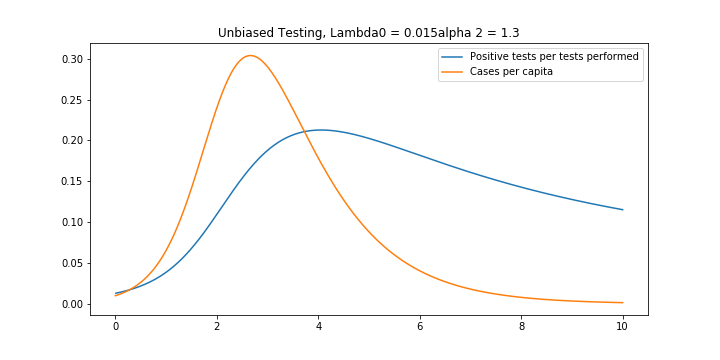 Unbiased Testing, Lambda0 = 0.015alpha 2 = 1.3
Positive tests per tests performed
Cases per capita
0.30
0.25
0.20
0.15
0.10
0.05
0.00
0 2 4 6 8 10